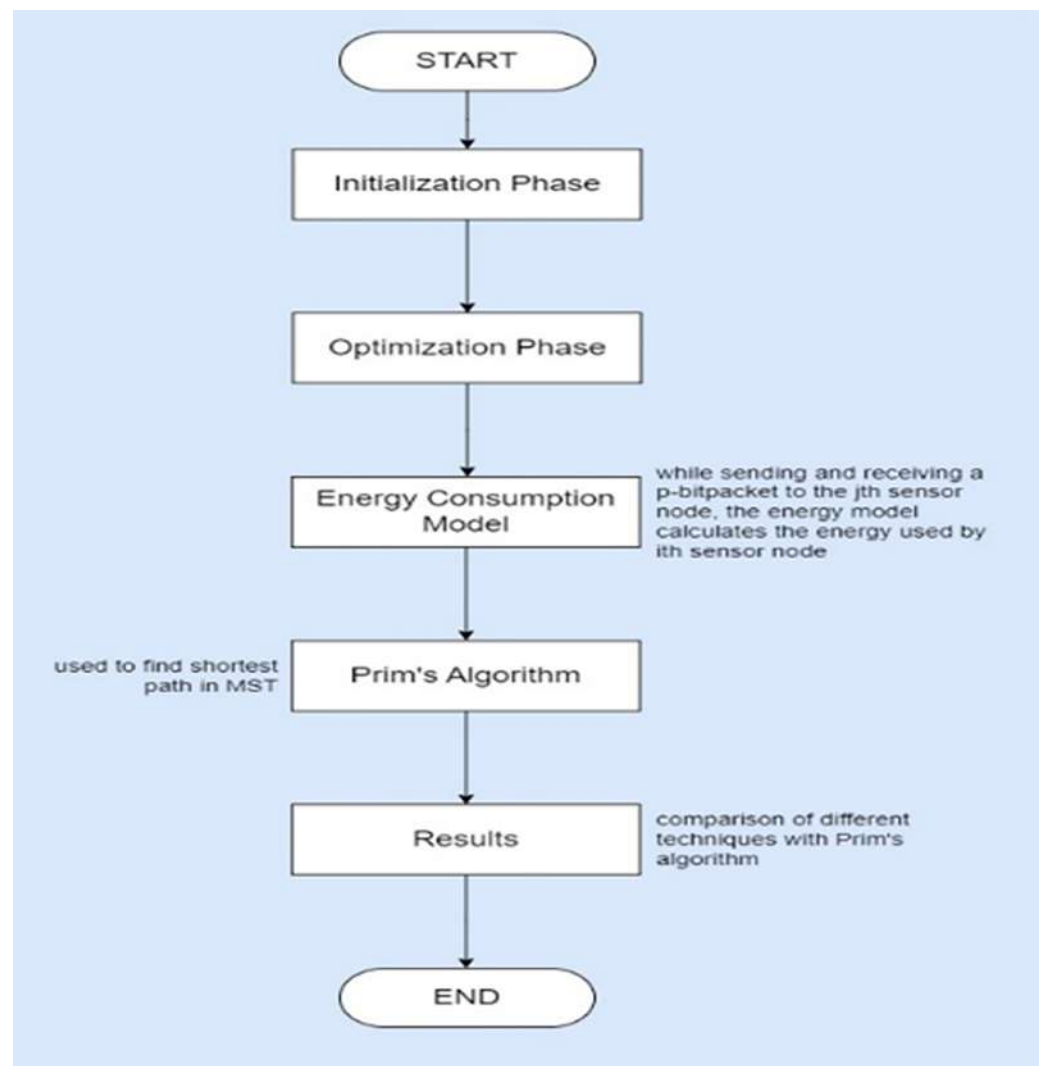 START
Initialization Phase
Optimization Phase
Energy Consumption
Model
while sending and receiving a
p-bitpacket to the jth sensor
node, the energy model
calculates the energy used by
ith sensor node
used to find shortest
path in MST
Prim's Algorithm
Results
comparison of different
techniques with Prim's
algorithm
END